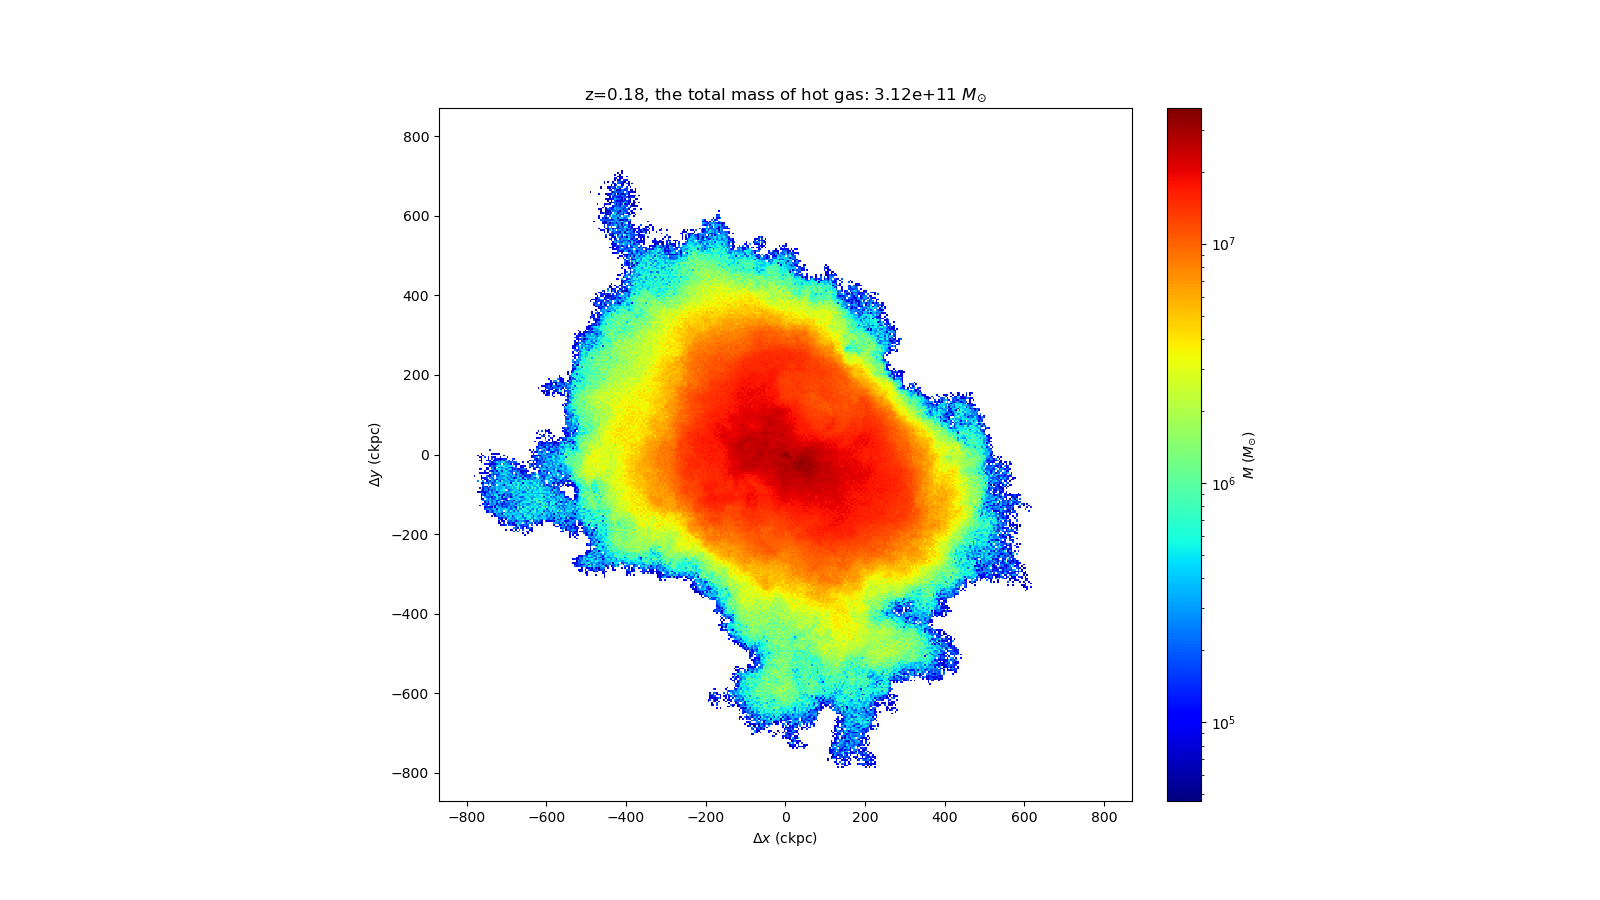 z=0.18, the total mass of hot gas: 3.12e+11 M⊙
800
600
400
200
0
−200
−400
−600
−800
Δy (ckpc)
−800 −600 −400 −200 0 200 400 600 800
Δx (ckpc)
10⁷
10⁶
10⁵
M (M⊙)